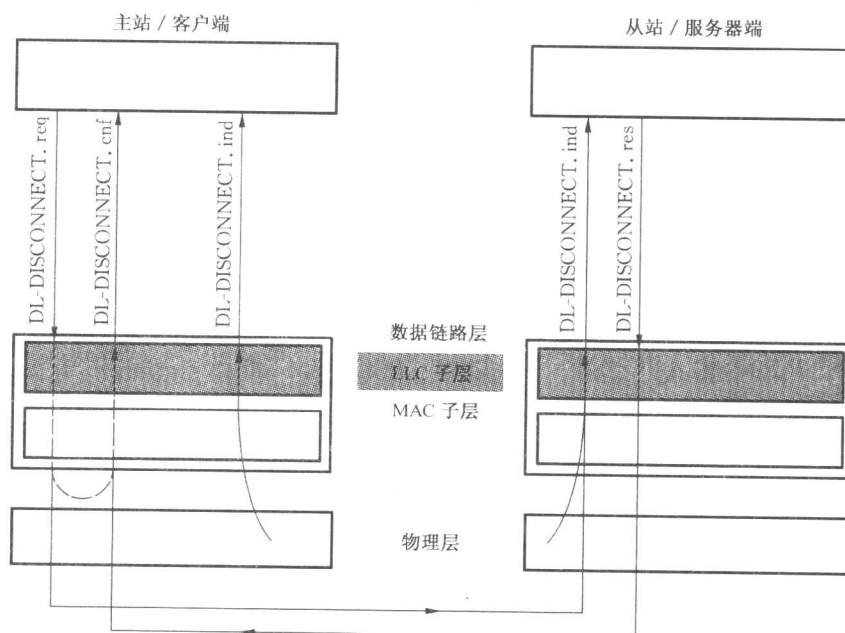 主站 / 客户端
从站 / 服务器端
DL-DISCONNECT. req
DL-DISCONNECT. cnf
DL-DISCONNECT. ind
DL-DISCONNECT. ind
DL-DISCONNECT. res
数据链路层
LLC 子层
MAC 子层
物理层